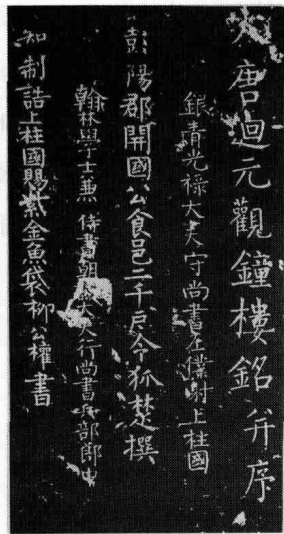 大唐迴元觀鐘樓銘并序
銀青光祿大夫守尚書左僕射上柱國
彭陽郡開國公食邑二千戶令狐楚撰
翰林學士兼侍書朝議大夫行尚書兵部郎中
知制誥上柱國賜紫金魚袋柳公權書